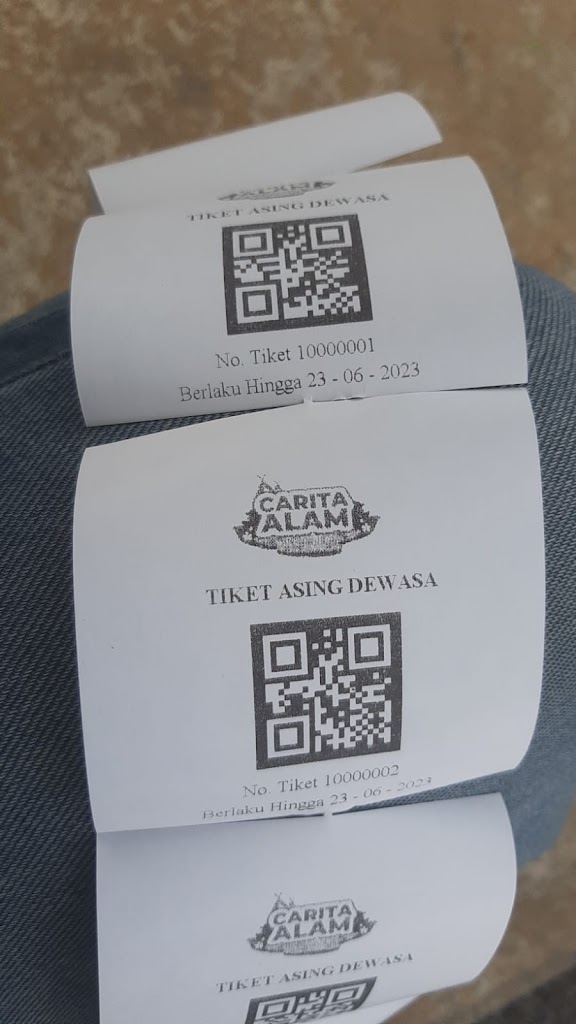 TIKET ASING DEWASA
No. Tiket 10000001
Berlaku Hingga 23 - 06 - 2023
CARITA
ALAM
TIKET ASING DEWASA
No. Tiket 10000002
Berlaku Hingga 23 - 06 - 2023
CARITA
ALAM
TIKET ASING DEWASA